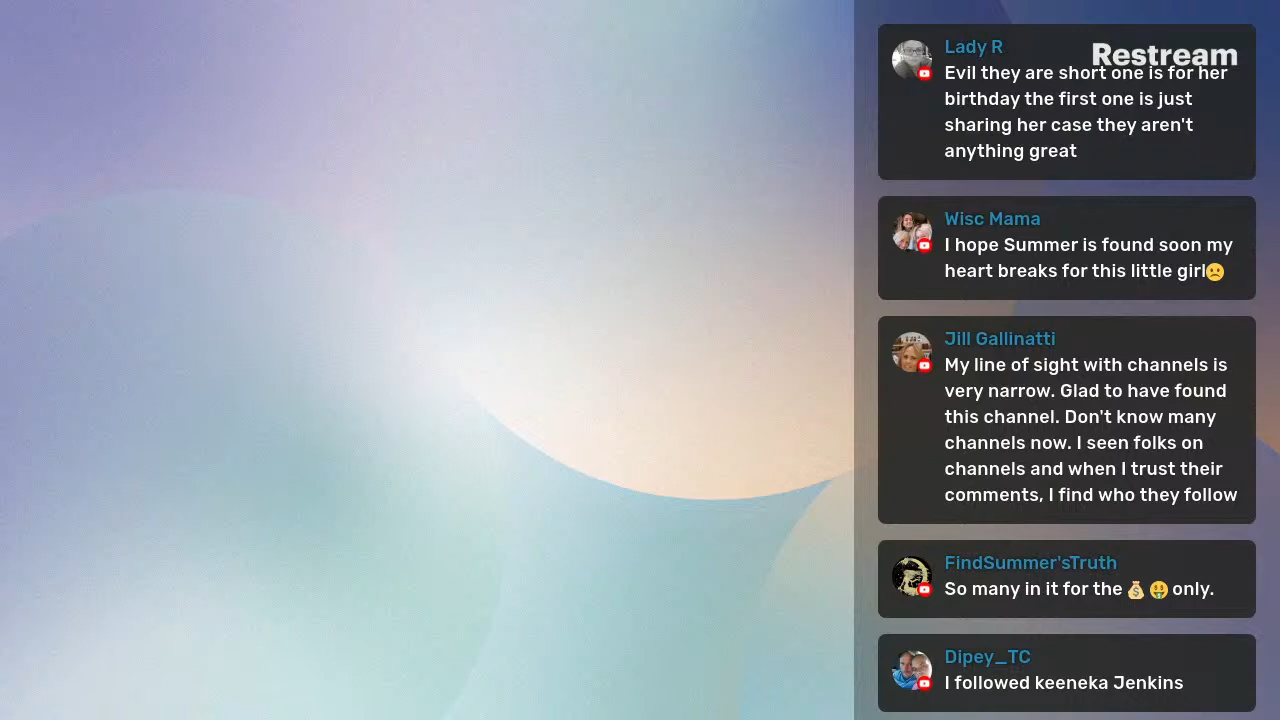 Lady R
Restream
Evil they are short one is for her
birthday the first one is just
sharing her case they aren't
anything great
Wisc Mama
I hope Summer is found soon my
heart breaks for this little girl🙁
Jill Gallinatti
My line of sight with channels is
very narrow. Glad to have found
this channel. Don't know many
channels now. I seen folks on
channels and when I trust their
comments, I find who they follow
FindSummer'sTruth
So many in it for the 💰 🤑 only.
Dipey_TC
I followed keeneka Jenkins